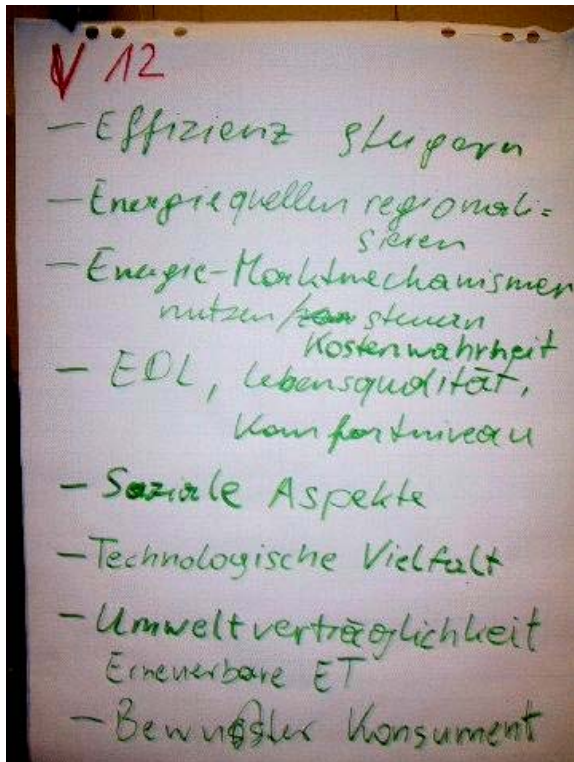 V 12
- Effizienz steigern
- Energiequellen regionali=
sieren
- Energie-Marktmechanismen
nutzen / steuern
Kostenwahrheit
- EDL, Lebensqualität,
Komfortniveau
- Soziale Aspekte
- Technologische Vielfalt
- Umweltverträglichkeit
Erneuerbare ET
- Bewußter Konsument